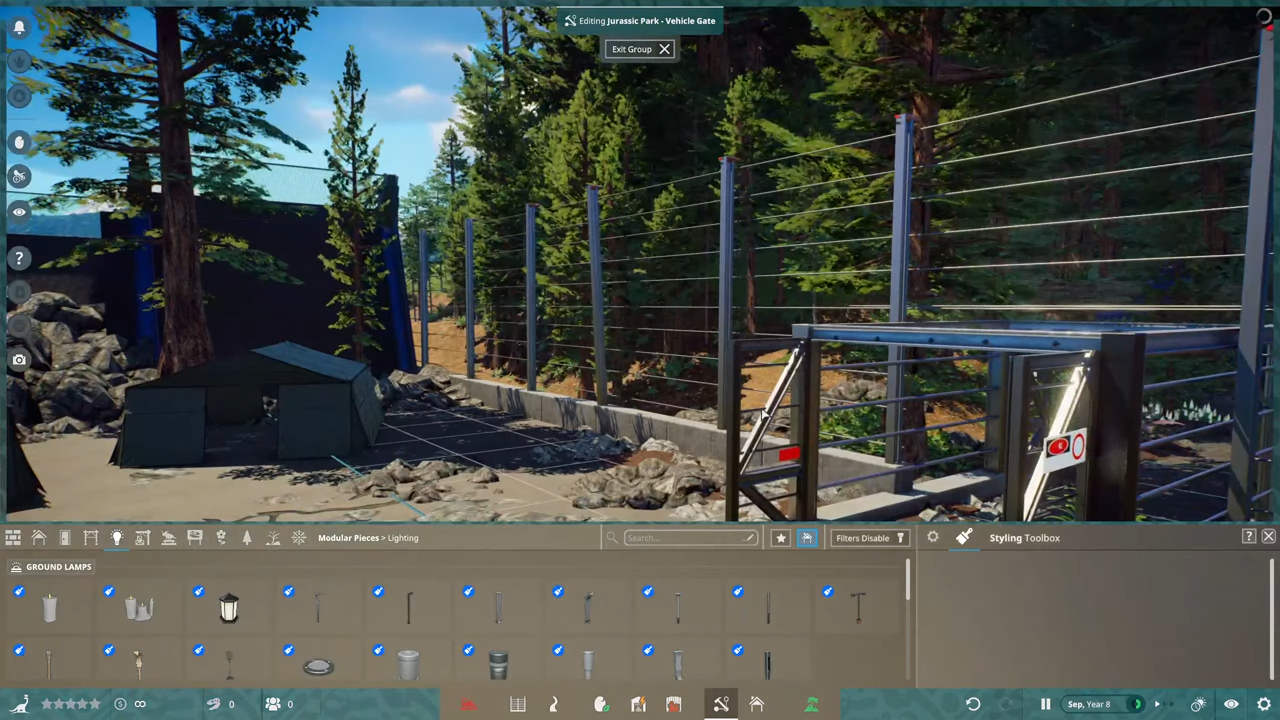 Editing Jurassic Park - Vehicle Gate
Exit Group
?
Modular Pieces > Lighting
Search...
Filters Disable
Styling Toolbox
?
GROUND LAMPS
∞
0
0
Sep, Year 8